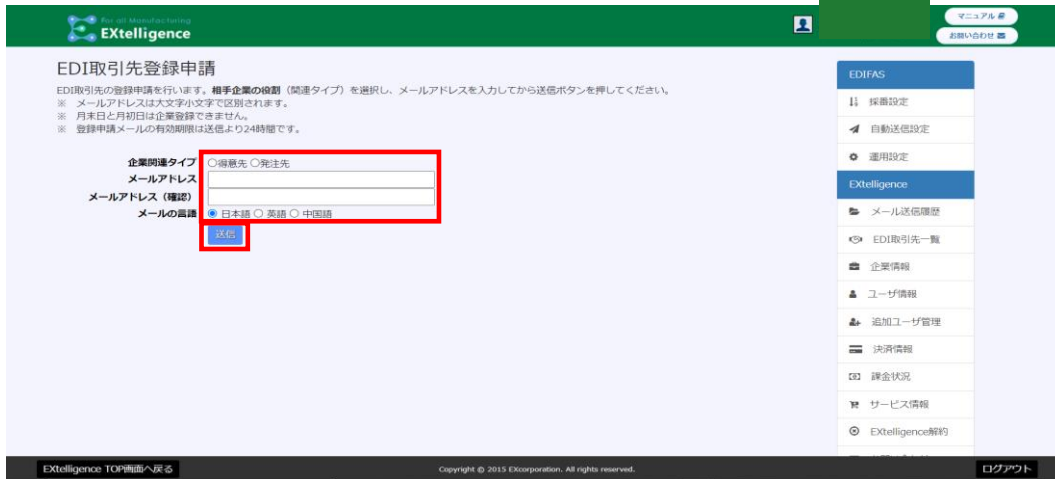 For all Manufacturing
EXtelligence
マニュアル
お問い合わせ
EDI取引先登録申請
EDI取引先の登録申請を行います。相手企業の役割（関連タイプ）を選択し、メールアドレスを入力してから送信ボタンを押してください。
※ メールアドレスは大文字小文字で区別されます。
※ 月末日と月初日は企業登録できません。
※ 登録申請メールの有効期限は送信より24時間です。
企業関連タイプ ○得意先 ○発注先
メールアドレス
メールアドレス（確認）
メールの言語 日本語 ○ 英語 ○ 中国語
送信
EDIFAS
採番設定
自動送信設定
運用設定
EXtelligence
メール送信履歴
EDI取引先一覧
企業情報
ユーザ情報
追加ユーザ管理
決済情報
課金状況
サービス情報
EXtelligence解約
EXtelligence TOP画面へ戻る
Copyright © 2015 EXcorporation. All rights reserved.
ログアウト